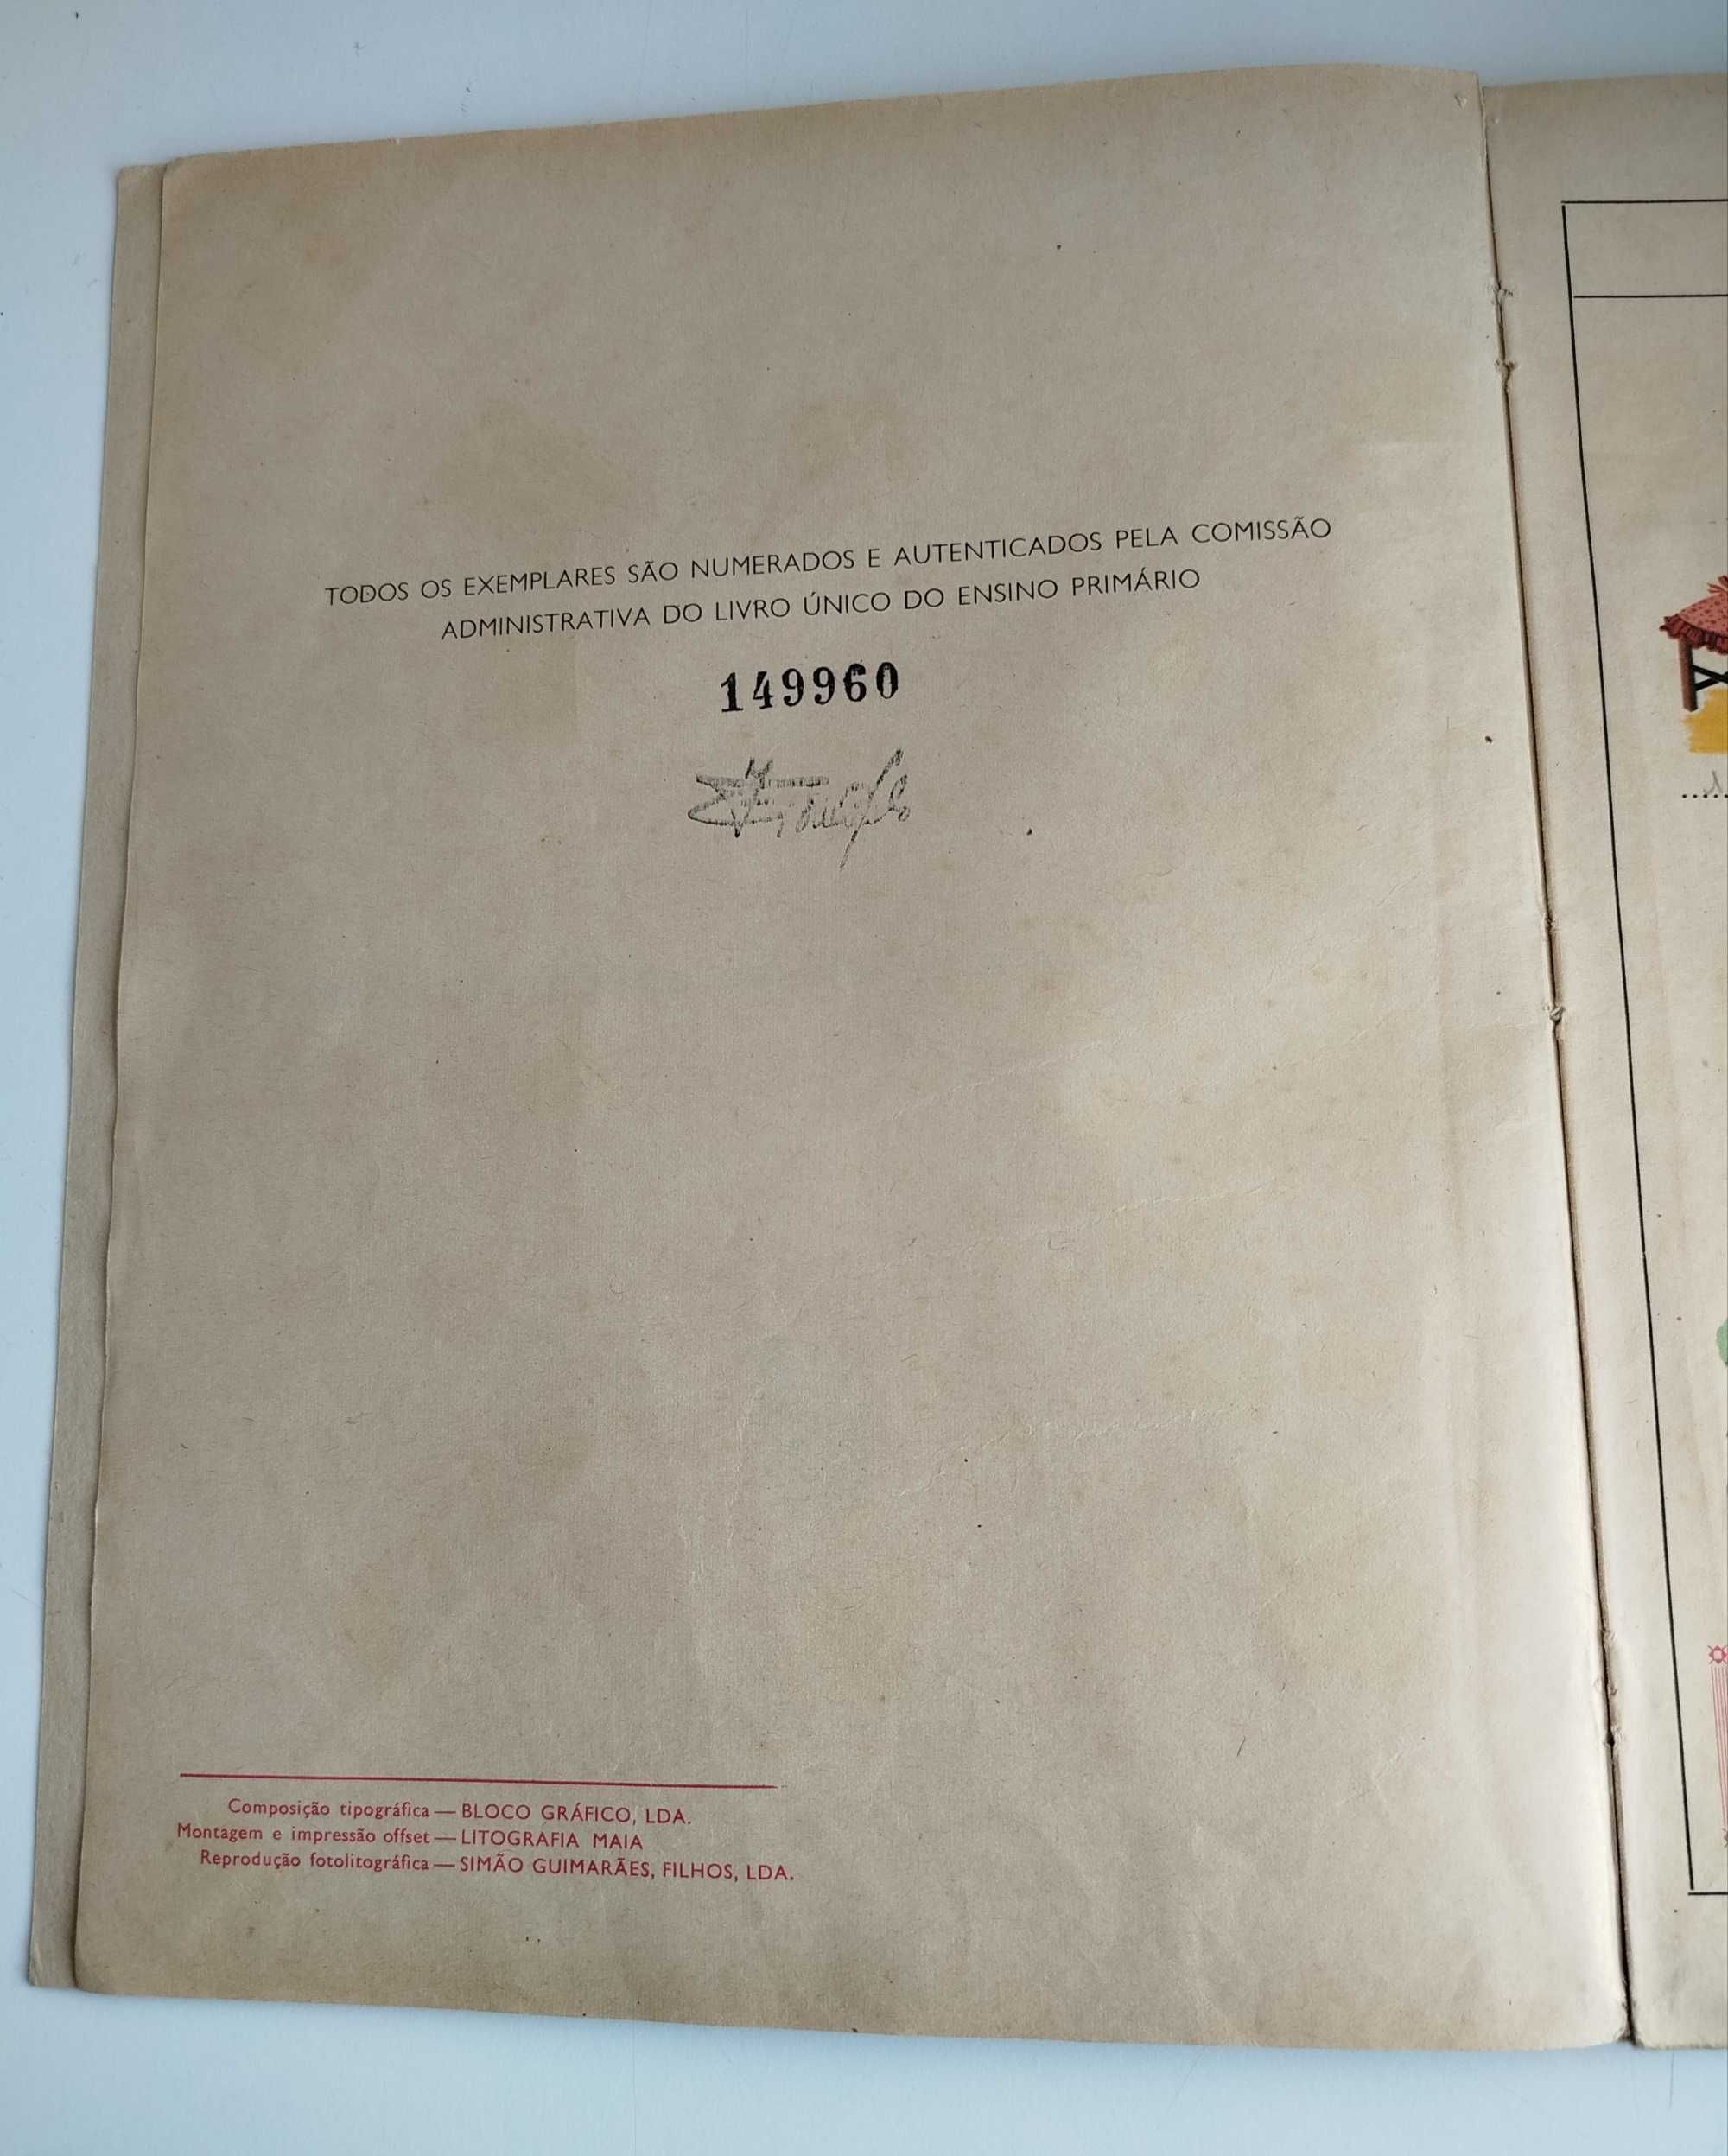 TODOS OS EXEMPLARES SÃO NUMERADOS E AUTENTICADOS PELA COMISSÃO
ADMINISTRATIVA DO LIVRO ÚNICO DO ENSINO PRIMÁRIO
149960
Composição tipográfica — BLOCO GRÁFICO, LDA.
Montagem e impressão offset — LITOGRAFIA MAIA
Reprodução fotolitográfica — SIMÃO GUIMARÃES, FILHOS, LDA.